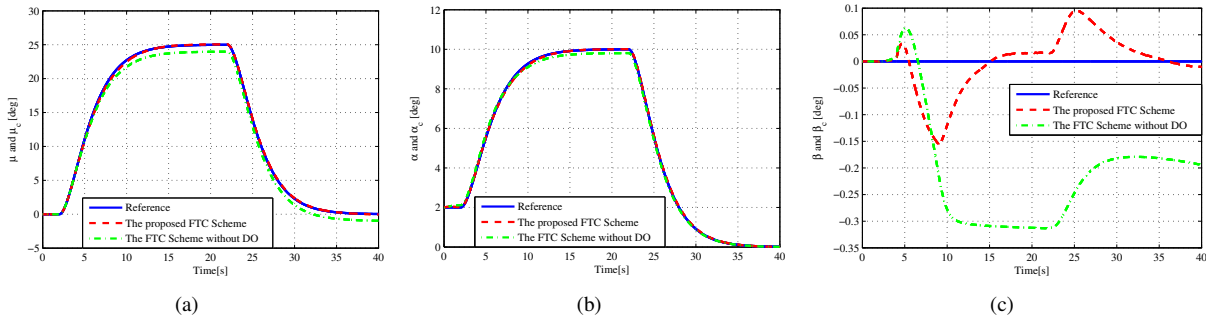 30
25
20
15
10
5
0
−5
0 5 10 15 20 25 30 35 40
μ and μc [deg]
Time[s]
Reference
The proposed FTC Scheme
The FTC Scheme without DO
(a)
12
10
8
6
4
2
0
0 5 10 15 20 25 30 35 40
α and αc [deg]
Time[s]
Reference
The proposed FTC Scheme
The FTC Scheme without DO
(b)
0.1
0.05
0
−0.05
−0.1
−0.15
−0.2
−0.25
−0.3
−0.35
0 5 10 15 20 25 30 35 40
β and βc [deg]
Time[s]
Reference
The proposed FTC Scheme
The FTC Scheme without DO
(c)